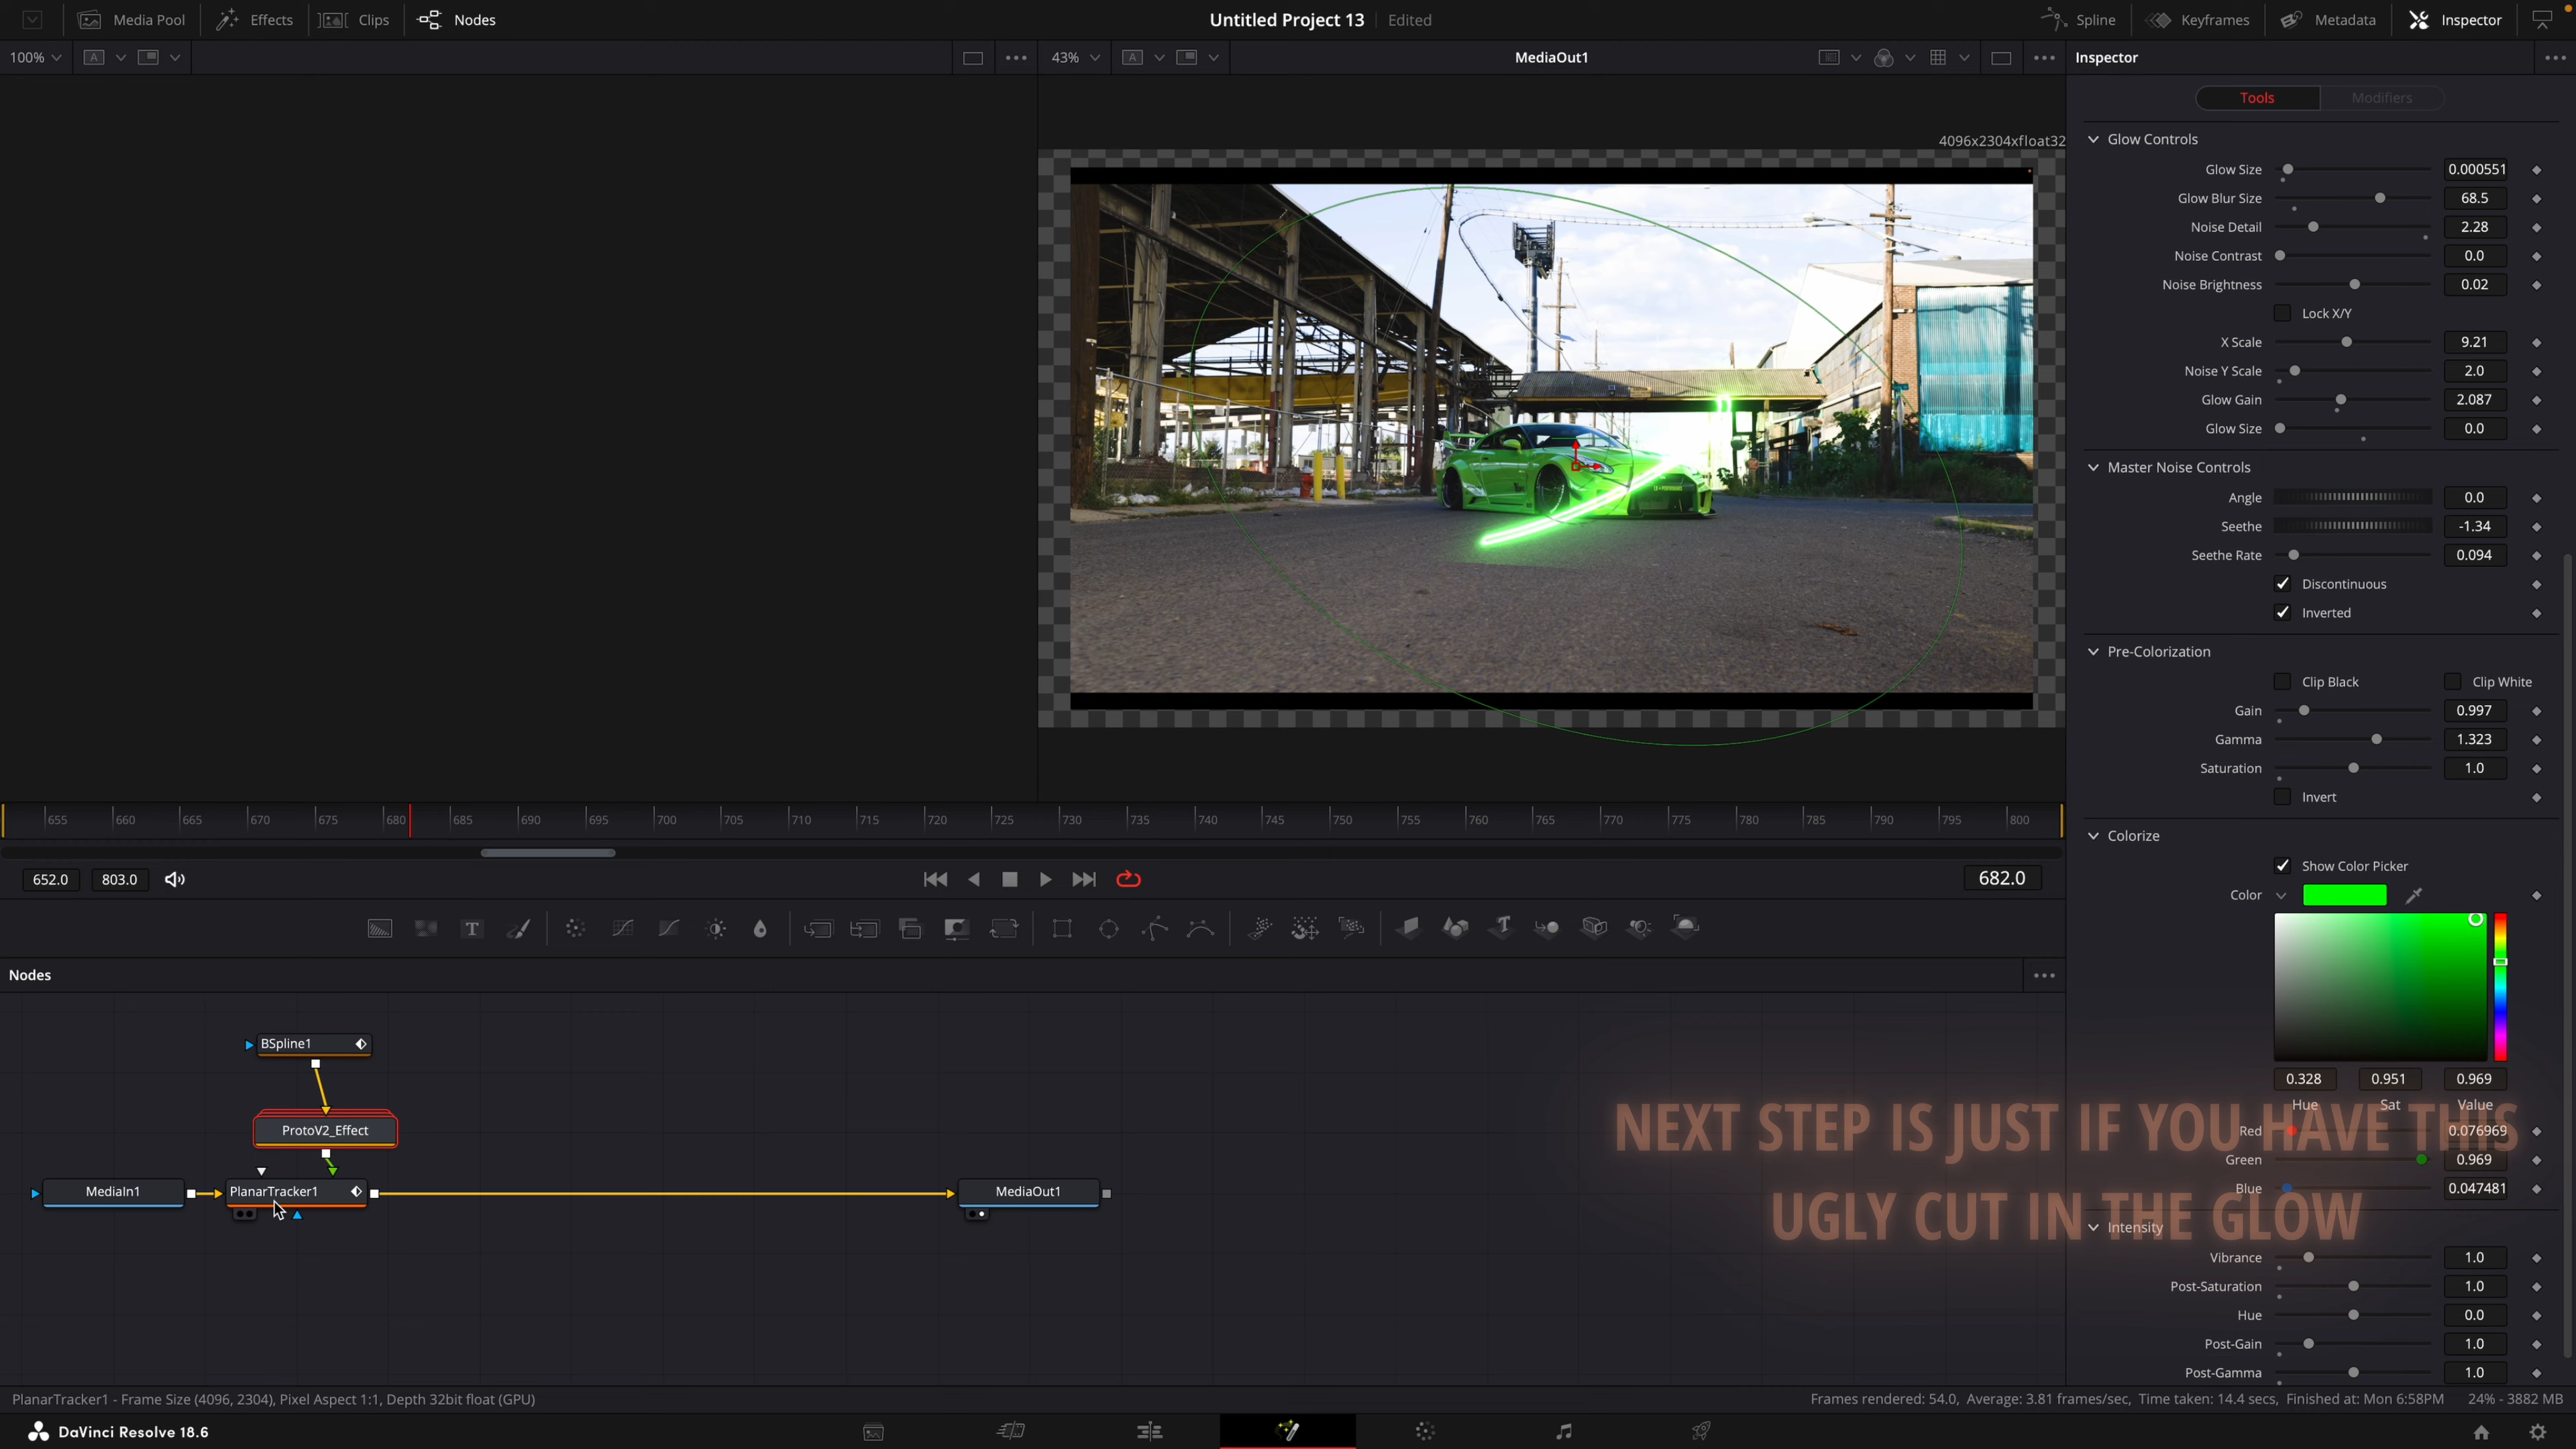 Media Pool
Effects
Clips
Nodes
Untitled Project 13
Edited
Spline
Keyframes
Metadata
Inspector
100%
A
43%
A
MediaOut1
Inspector
Tools
Modifiers
4096x2304xfloat32
Glow Controls
Glow Size 0.000551
Glow Blur Size 68.5
Noise Detail 2.28
Noise Contrast 0.0
Noise Brightness 0.02
Lock X/Y
X Scale 9.21
Noise Y Scale 2.0
Glow Gain 2.087
Glow Size 0.0
Master Noise Controls
Angle 0.0
Seethe -1.34
Seethe Rate 0.094
Discontinuous
Inverted
Pre-Colorization
Clip Black Clip White
Gain 0.997
Gamma 1.323
Saturation 1.0
Invert
Colorize
Show Color Picker
Color
0.328 0.951 0.969
Hue Sat Value
Red 0.076969
Green 0.969
Blue 0.047481
Intensity
Vibrance 1.0
Post-Saturation 1.0
Hue 0.0
Post-Gain 1.0
Post-Gamma 1.0
655 660 665 670 675 680 685 690 695 700 705 710 715 720 725 730 735 740 745 750 755 760 765 770 775 780 785 790 795 800
652.0 803.0
682.0
T
T
Nodes
BSpline1
ProtoV2_Effect
MediaIn1
PlanarTracker1
MediaOut1
NEXT STEP IS JUST IF YOU HAVE THIS
UGLY CUT IN THE GLOW
PlanarTracker1 - Frame Size (4096, 2304), Pixel Aspect 1:1, Depth 32bit float (GPU)
Frames rendered: 54.0, Average: 3.81 frames/sec, Time taken: 14.4 secs, Finished at: Mon 6:58PM
24% - 3882 MB
DaVinci Resolve 18.6